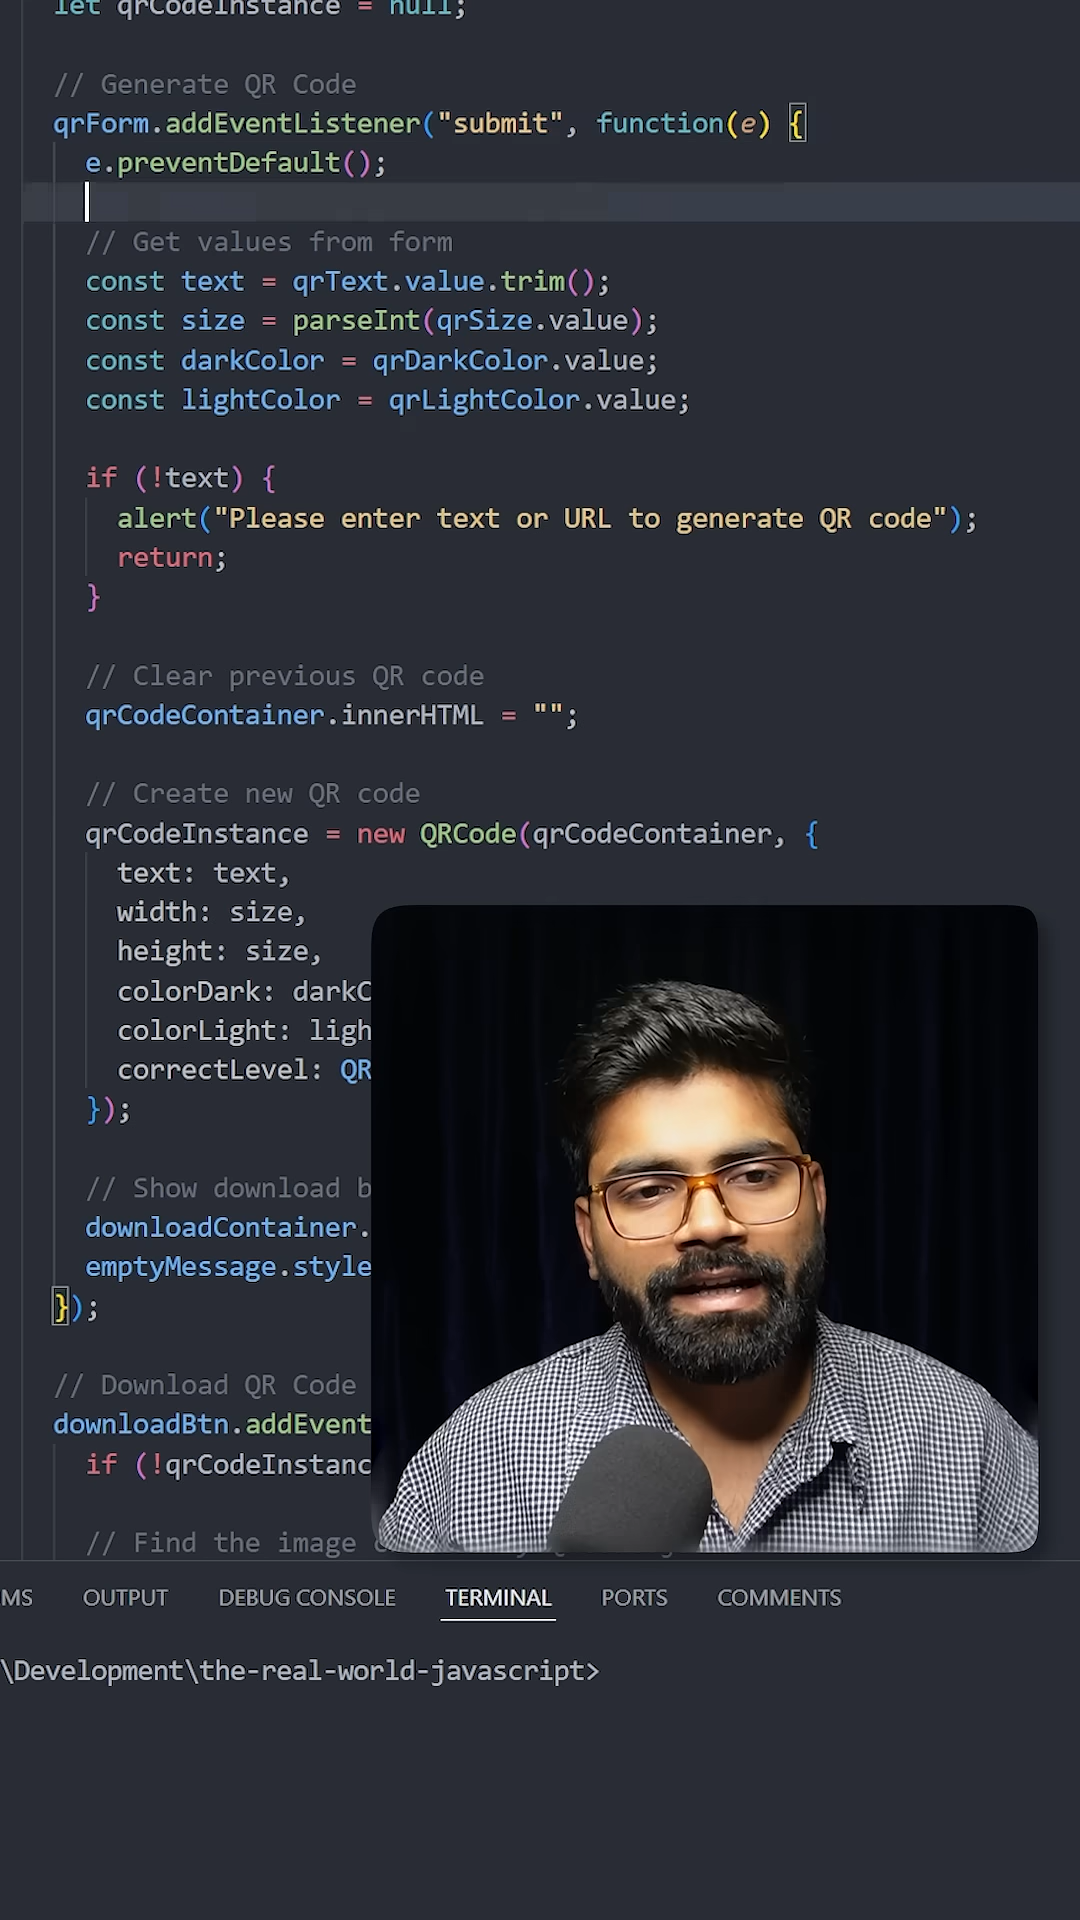 let qrCodeInstance = null;
// Generate QR Code
qrForm.addEventListener("submit", function(e) {
e.preventDefault();
// Get values from form
const text = qrText.value.trim();
const size = parseInt(qrSize.value);
const darkColor = qrDarkColor.value;
const lightColor = qrLightColor.value;
if (!text) {
alert("Please enter text or URL to generate QR code");
return;
}
// Clear previous QR code
qrCodeContainer.innerHTML = "";
// Create new QR code
qrCodeInstance = new QRCode(qrCodeContainer, {
text: text,
width: size,
height: size,
colorDark: darkC
colorLight: ligh
correctLevel: QR
});
// Show download b
downloadContainer.
emptyMessage.style
});
// Download QR Code
downloadBtn.addEvent
if (!qrCodeInstanc
// Find the image
MS OUTPUT DEBUG CONSOLE TERMINAL PORTS COMMENTS
\Development\the-real-world-javascript>